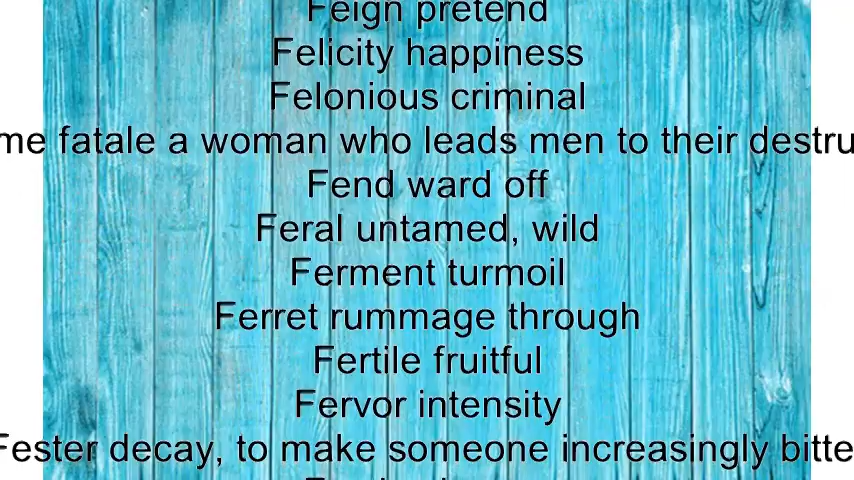 Feign pretend
Felicity happiness
Felonious criminal
me fatale a woman who leads men to their destru
Fend ward off
Feral untamed, wild
Ferment turmoil
Ferret rummage through
Fertile fruitful
Fervor intensity
Fester decay, to make someone increasingly bitte